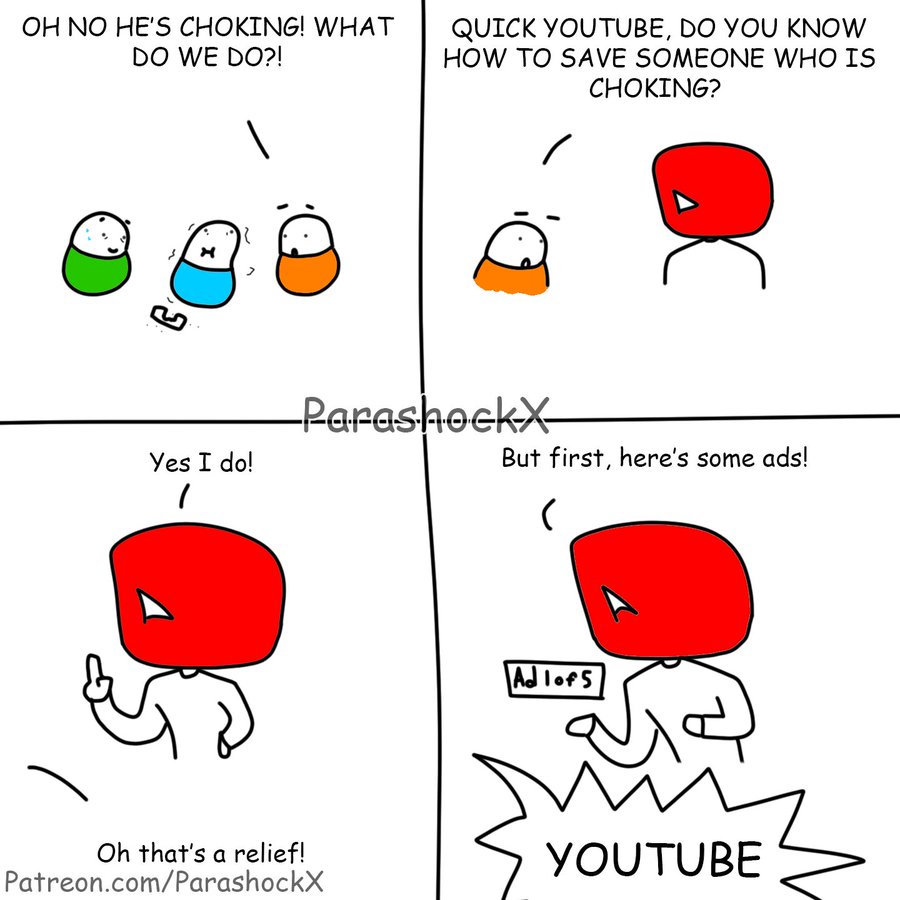 OH NO HE'S CHOKING! WHAT
DO WE DO?!
QUICK YOUTUBE, DO YOU KNOW
HOW TO SAVE SOMEONE WHO IS
CHOKING?
ParashockX
Yes I do!
Oh that's a relief!
But first, here's some ads!
Ad 1 of 5
YOUTUBE
Patreon.com/ParashockX